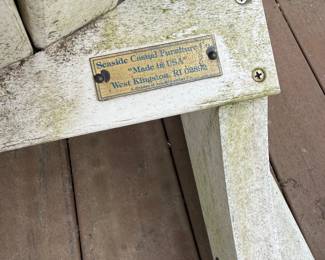 Seaside Casual Furniture
"Made in USA"
West Kingston, RI 02892